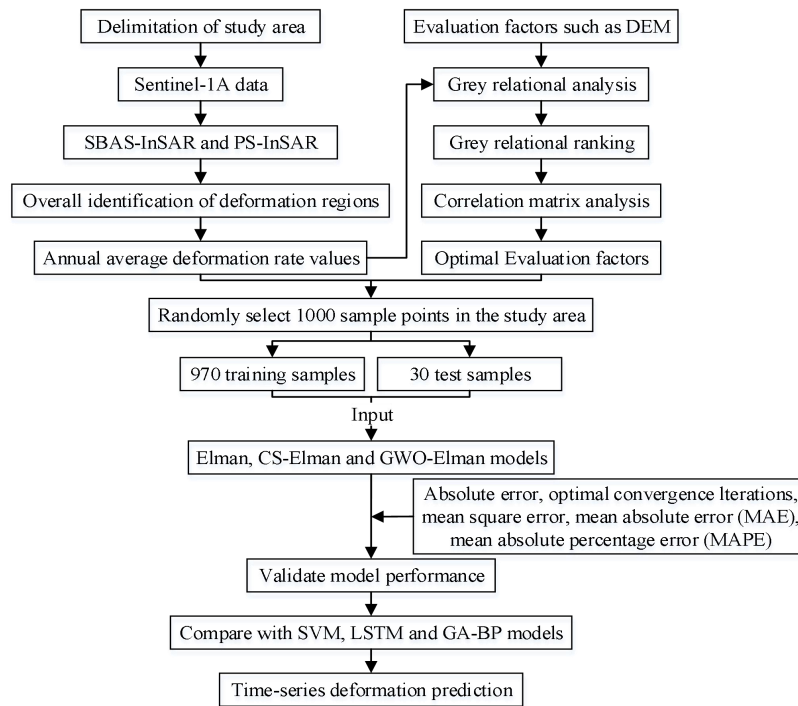 Delimitation of study area
Evaluation factors such as DEM
Sentinel-1A data
Grey relational analysis
SBAS-InSAR and PS-InSAR
Grey relational ranking
Overall identification of deformation regions
Correlation matrix analysis
Annual average deformation rate values
Optimal Evaluation factors
Randomly select 1000 sample points in the study area
970 training samples
30 test samples
Input
Elman, CS-Elman and GWO-Elman models
Absolute error, optimal convergence lterations,
mean square error, mean absolute error (MAE),
mean absolute percentage error (MAPE)
Validate model performance
Compare with SVM, LSTM and GA-BP models
Time-series deformation prediction